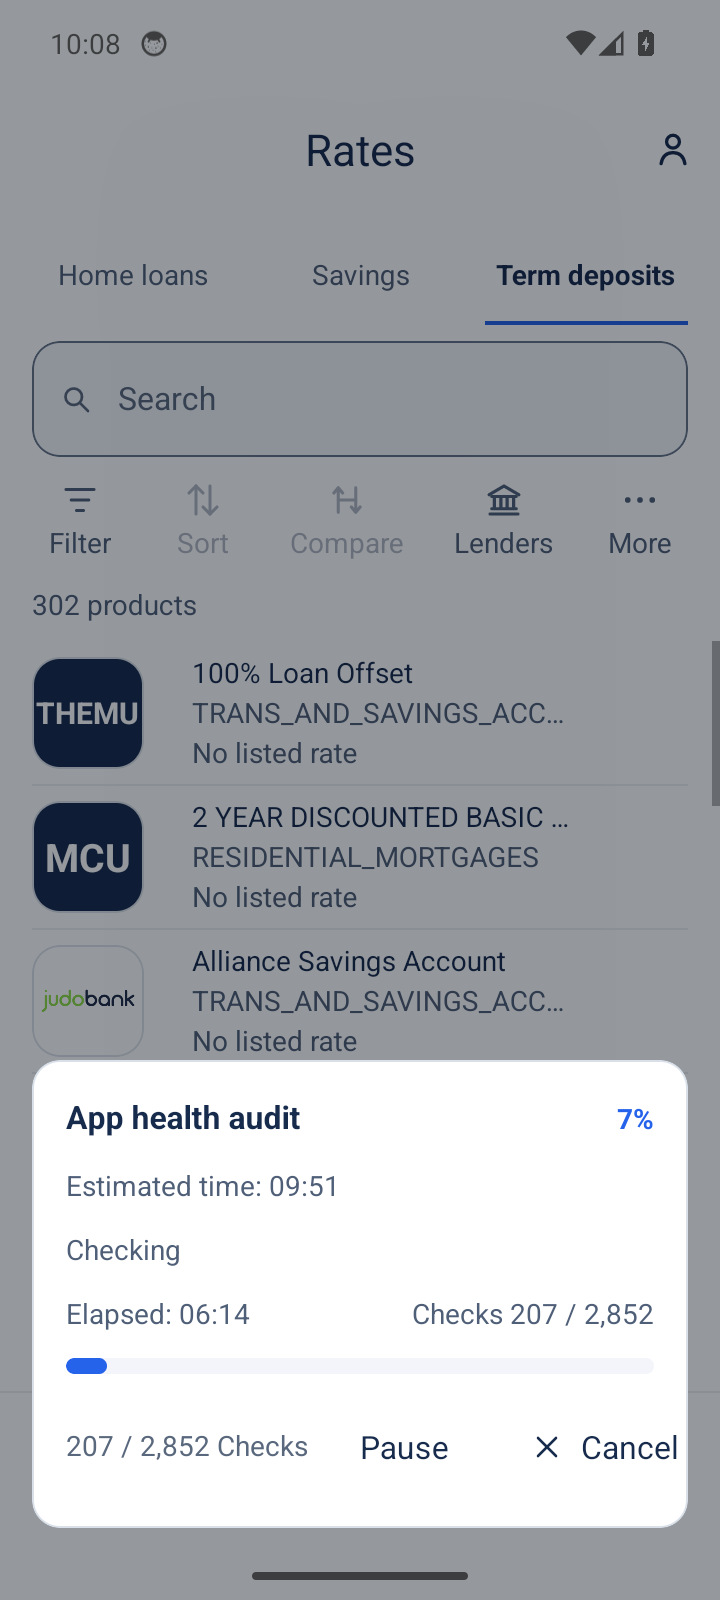 10:08
Rates
Home loans
Savings
Term deposits
Search
Filter
Sort
Compare
Lenders
More
302 products
THEMU
100% Loan Offset
TRANS_AND_SAVINGS_ACC...
No listed rate
MCU
2 YEAR DISCOUNTED BASIC ...
RESIDENTIAL_MORTGAGES
No listed rate
judobank
Alliance Savings Account
TRANS_AND_SAVINGS_ACC...
No listed rate
App health audit
7%
Estimated time: 09:51
Checking
Elapsed: 06:14
Checks 207 / 2,852
207 / 2,852 Checks
Pause
Cancel